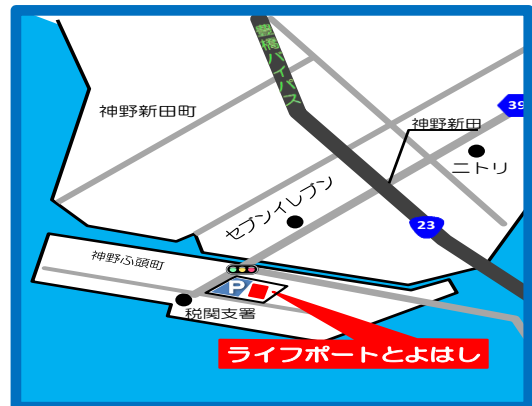 豊橋バイパス
39
神野新田町
神野新田
ニトリ
セブンイレブン
23
神野ふ頭町
P
税関支署
ライフポートとよはし